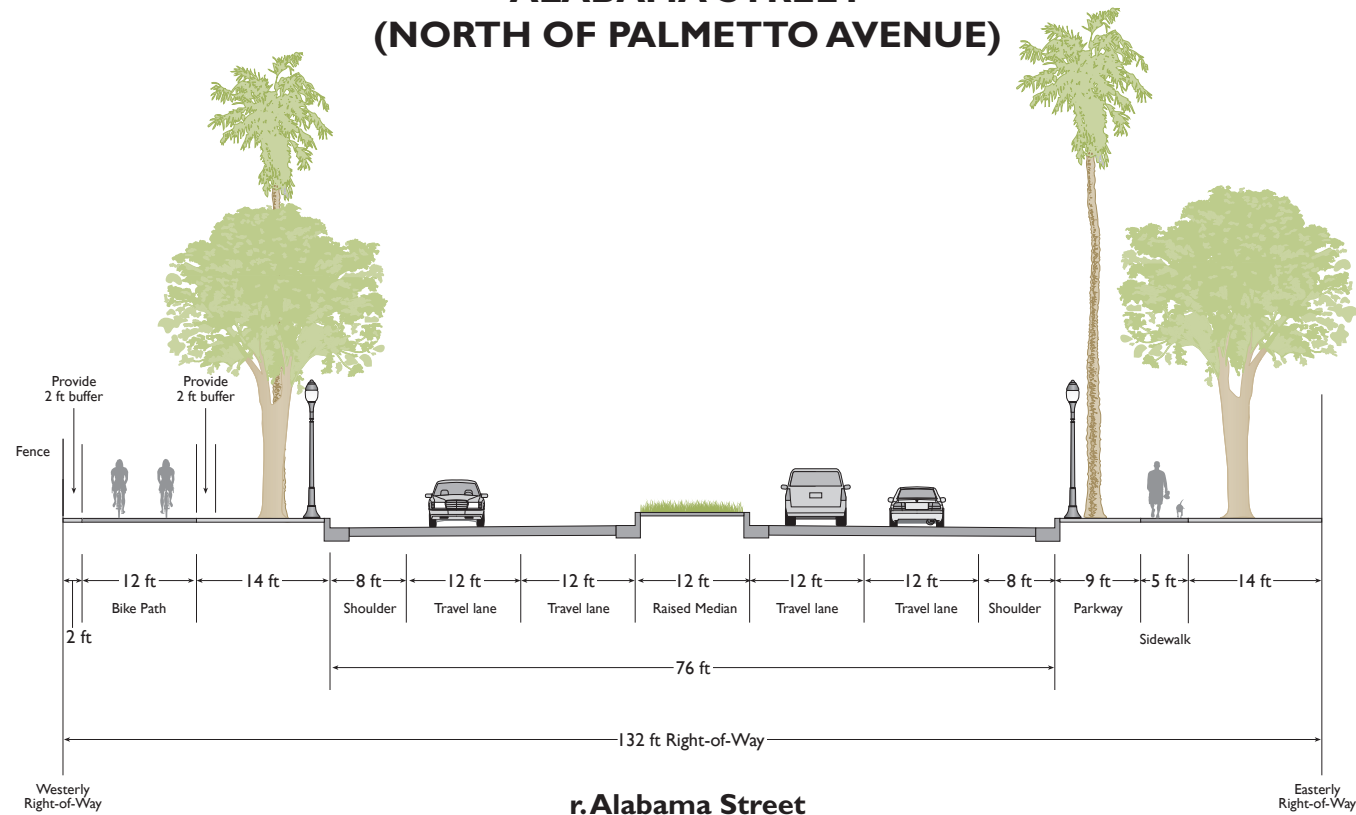 ALABAMA STREET
(NORTH OF PALMETTO AVENUE)
Provide
2 ft buffer
Provide
2 ft buffer
Fence
12 ft
14 ft
8 ft
12 ft
12 ft
12 ft
12 ft
12 ft
8 ft
9 ft
5 ft
14 ft
Bike Path
Shoulder
Travel lane
Travel lane
Raised Median
Travel lane
Travel lane
Shoulder
Parkway
2 ft
Sidewalk
76 ft
132 ft Right-of-Way
Westerly
Right-of-Way
r. Alabama Street
Easterly
Right-of-Way